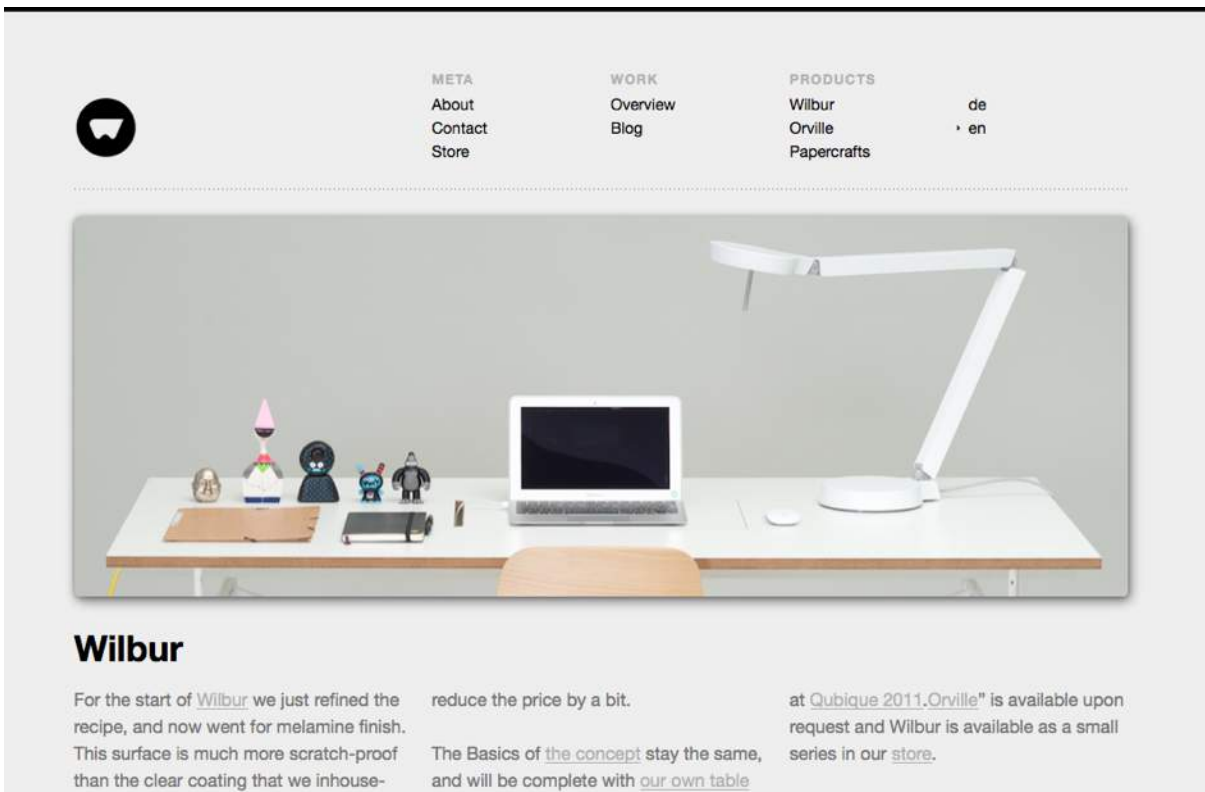 META
About
Contact
Store
WORK
Overview
Blog
PRODUCTS
Wilbur
Orville
Papercrafts
de
en
Wilbur
For the start of Wilbur we just refined the
recipe, and now went for melamine finish.
This surface is much more scratch-proof
than the clear coating that we inhouse-
reduce the price by a bit.
The Basics of the concept stay the same,
and will be complete with our own table
at Qubique 2011.Orville” is available upon
request and Wilbur is available as a small
series in our store.